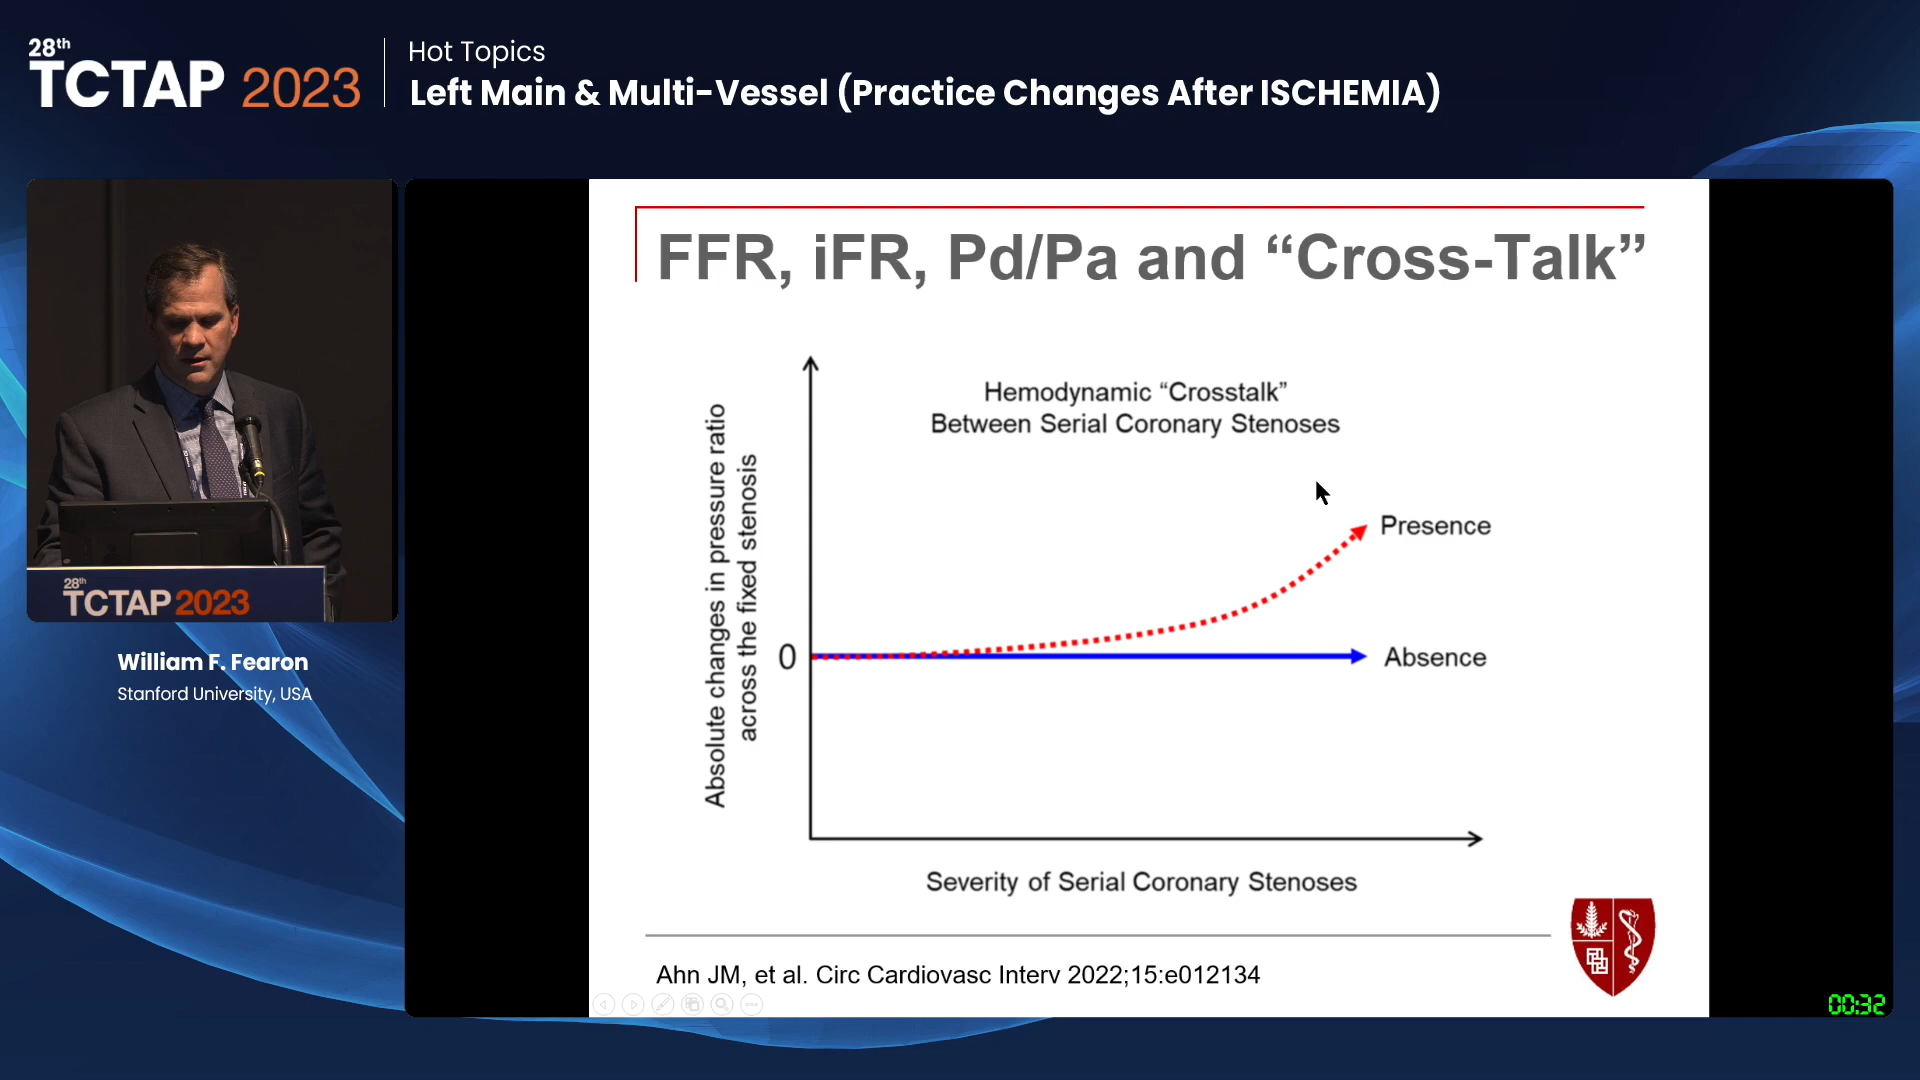 28th
TCTAP 2023
Hot Topics
Left Main & Multi-Vessel (Practice Changes After ISCHEMIA)
28th
TCTAP 2023
William F. Fearon
Stanford University, USA
FFR, iFR, Pd/Pa and “Cross-Talk”
Hemodynamic “Crosstalk”
Between Serial Coronary Stenoses
Absolute changes in pressure ratio
across the fixed stenosis
Presence
0
Absence
Severity of Serial Coronary Stenoses
Ahn JM, et al. Circ Cardiovasc Interv 2022;15:e012134
00:32